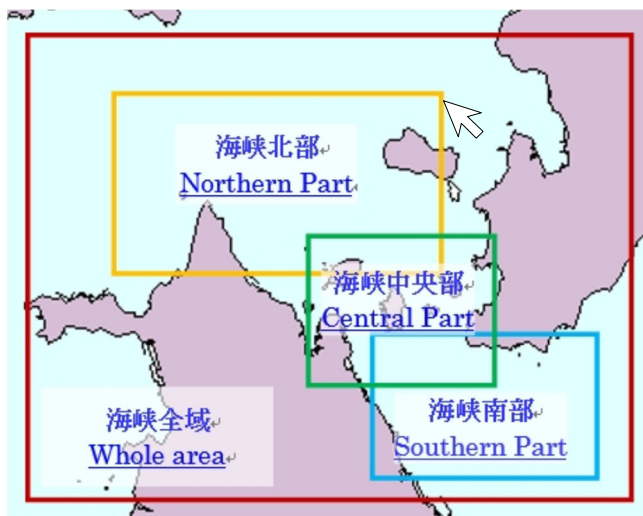 海峡北部
Northern Part
海峡中央部
Central Part
海峡南部
Southern Part
海峡全域
Whole area